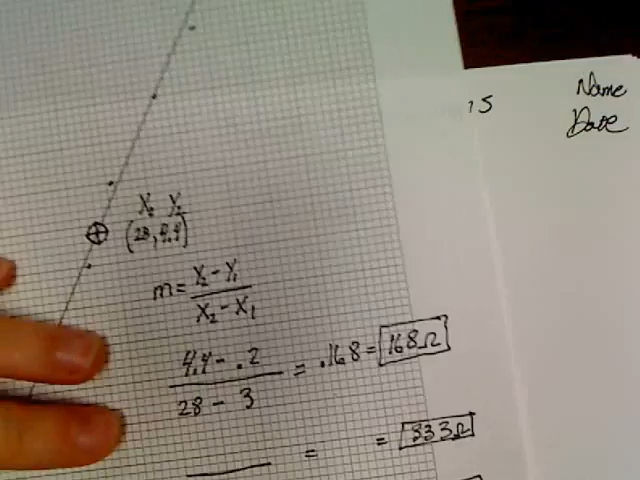 15
Name
Date
X₂ Y₂
(28, 4.4)
m = Y₂ - Y₁
X₂ - X₁
4.4 - .2
28 - 3
= .168 = 168Ω
= = 333Ω